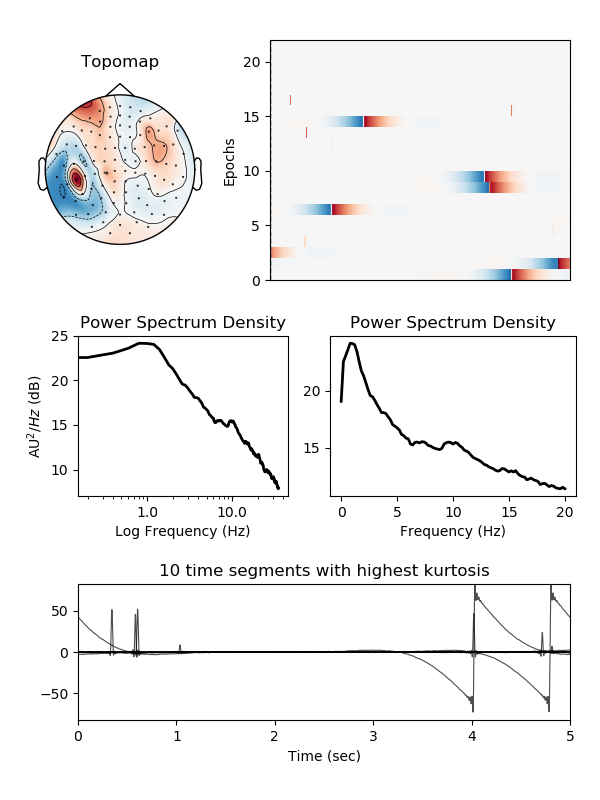 Topomap
Epochs
20
15
10
5
0
Power Spectrum Density
AU²/Hz (dB)
25
20
15
10
1.0 10.0
Log Frequency (Hz)
Power Spectrum Density
20
15
0 5 10 15 20
Frequency (Hz)
10 time segments with highest kurtosis
50
0
−50
0 1 2 3 4 5
Time (sec)